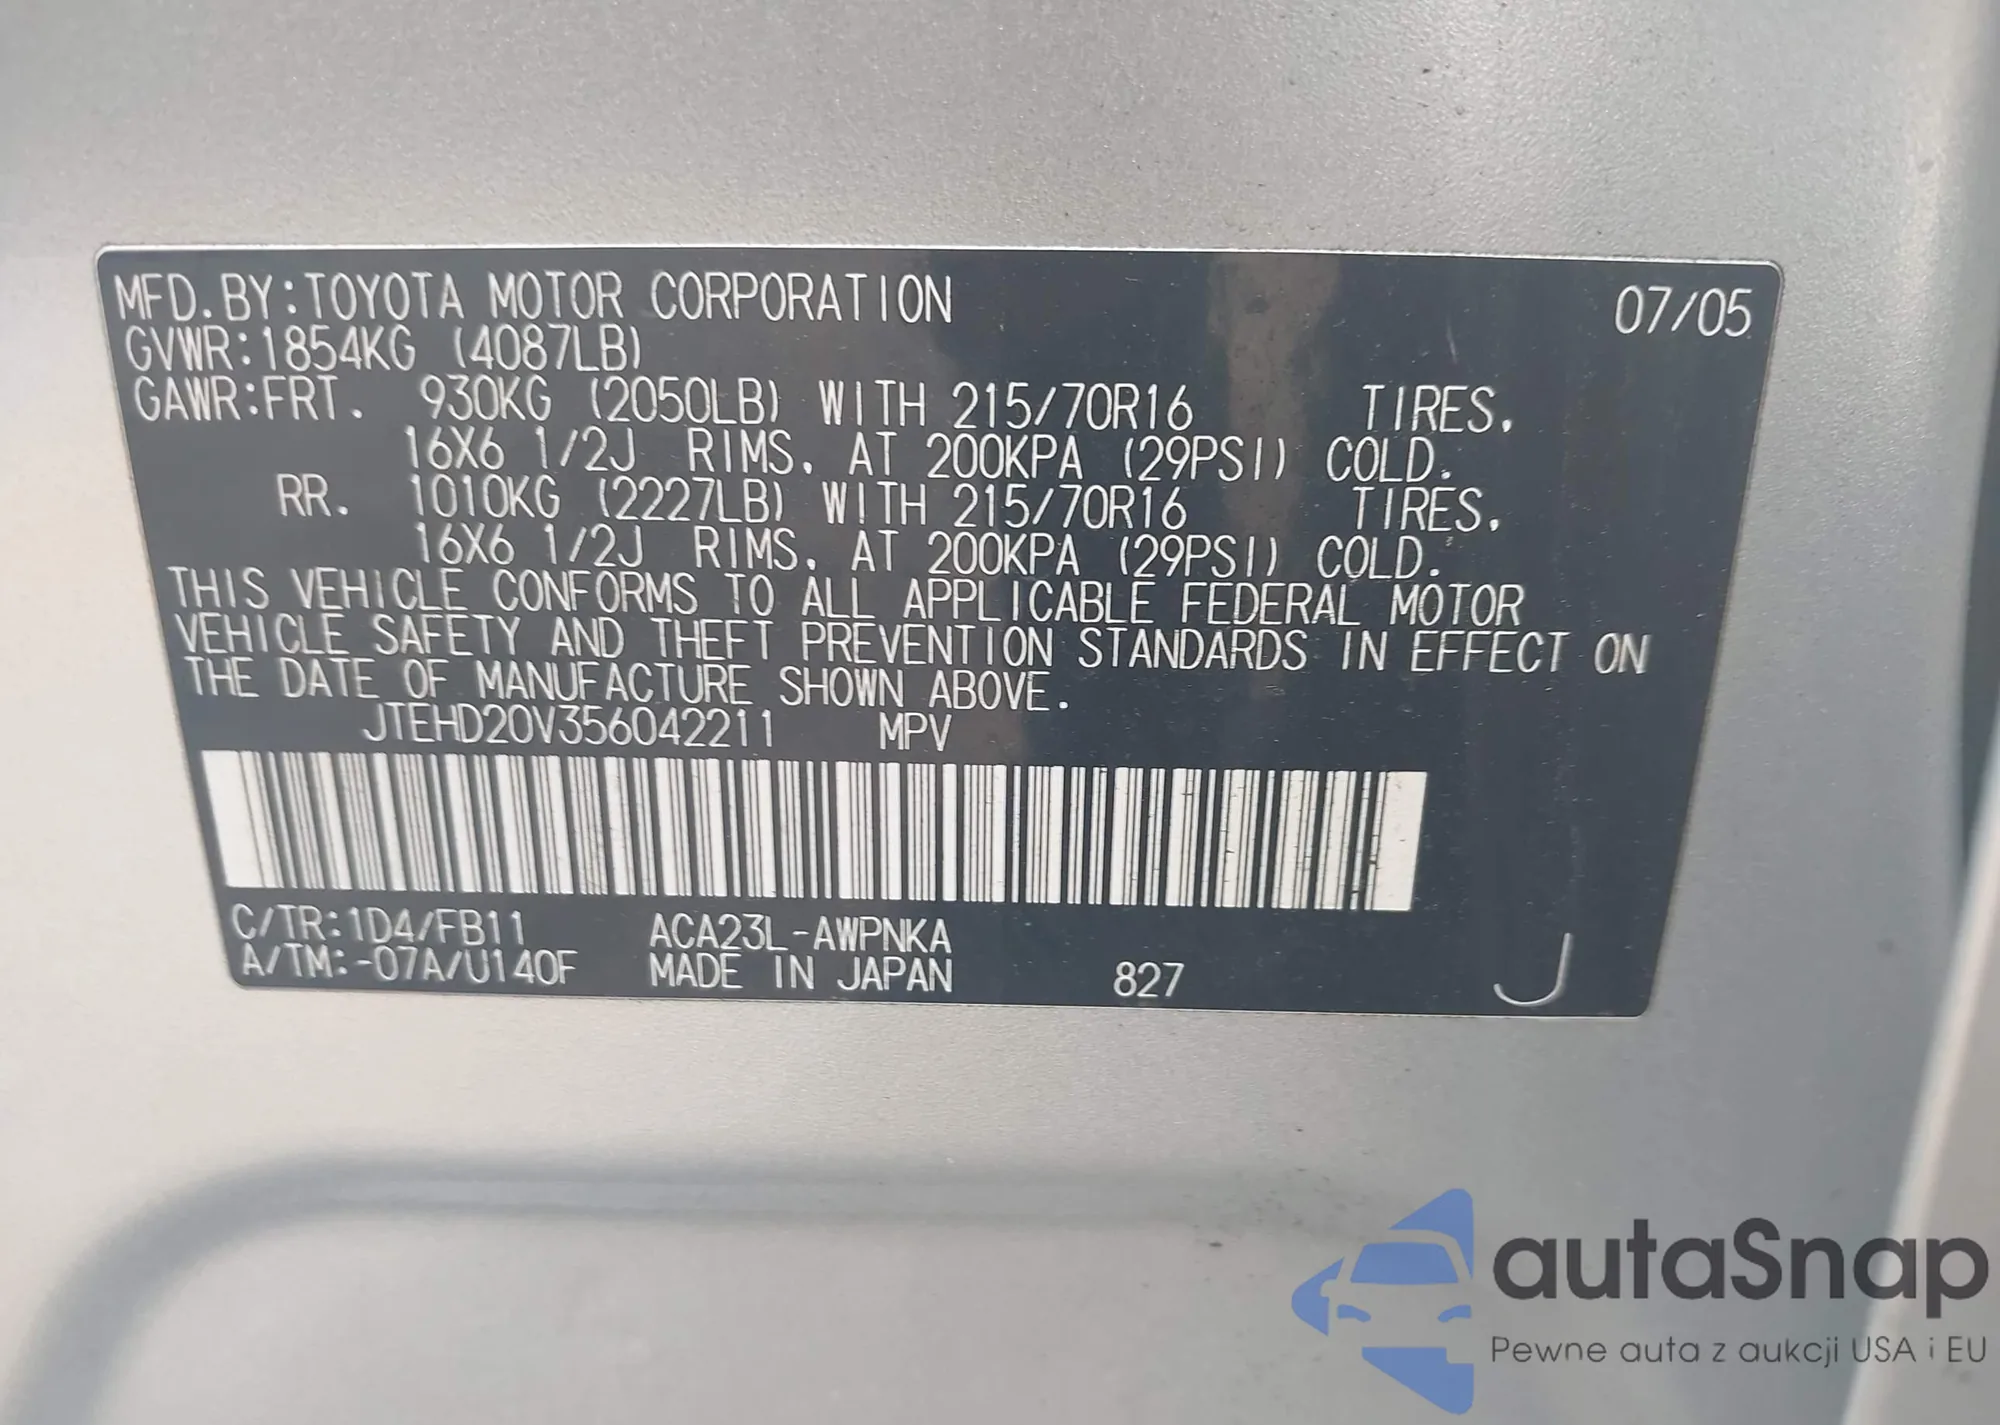 MFD.BY:TOYOTA MOTOR CORPORATION 07/05
GVWR:1854KG (4087LB)
GAWR:FRT. 930KG (2050LB) WITH 215/70R16 TIRES,
16X6 1/2J RIMS, AT 200KPA (29PSI) COLD.
RR. 1010KG (2227LB) WITH 215/70R16 TIRES,
16X6 1/2J RIMS, AT 200KPA (29PSI) COLD.
THIS VEHICLE CONFORMS TO ALL APPLICABLE FEDERAL MOTOR
VEHICLE SAFETY AND THEFT PREVENTION STANDARDS IN EFFECT ON
THE DATE OF MANUFACTURE SHOWN ABOVE.
JTEHD20V356042211 MPV
C/TR:1D4/FB11 ACA23L-AWPNKA
A/TM:-07A/U140F MADE IN JAPAN 827 J
autaSnap
Pewne auta z aukcji USA i EU